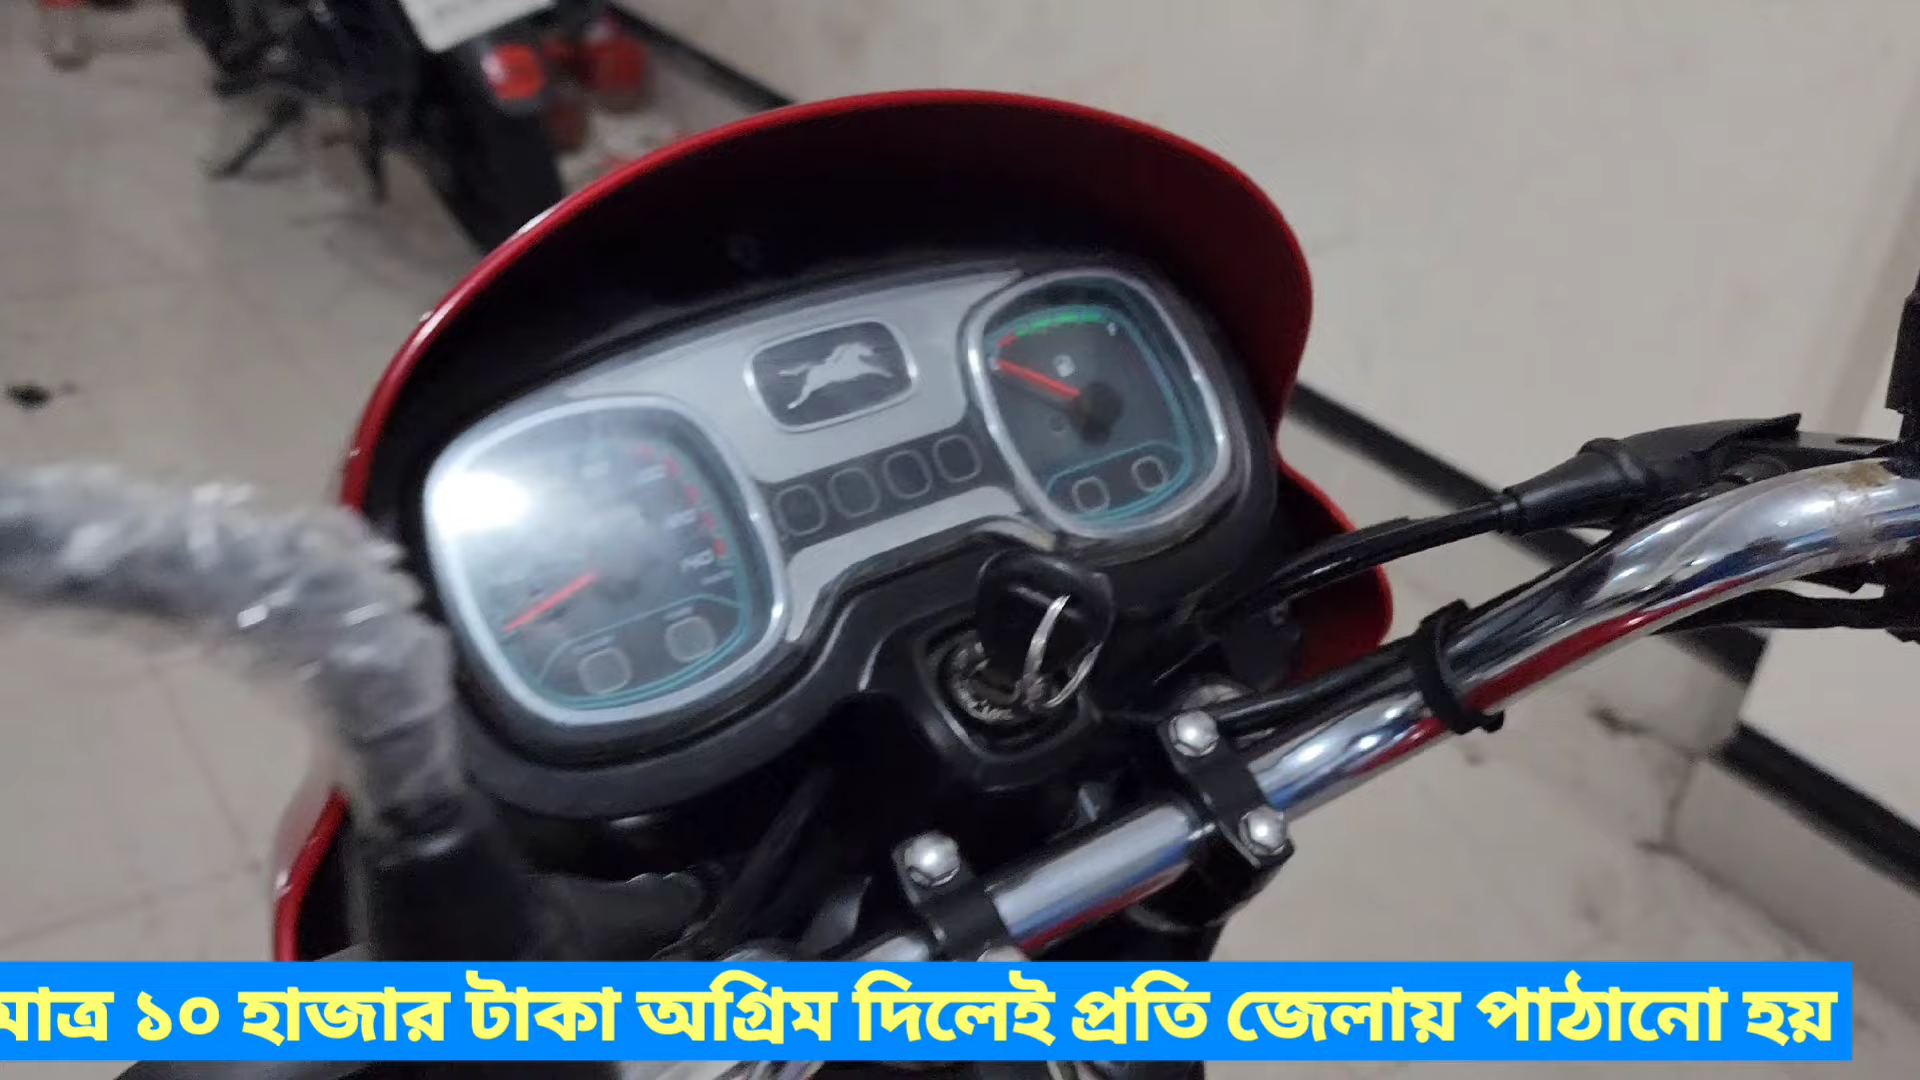 মাত্র ১০ হাজার টাকা অগ্রিম দিলেই প্রতি জেলায় পাঠানো হয়